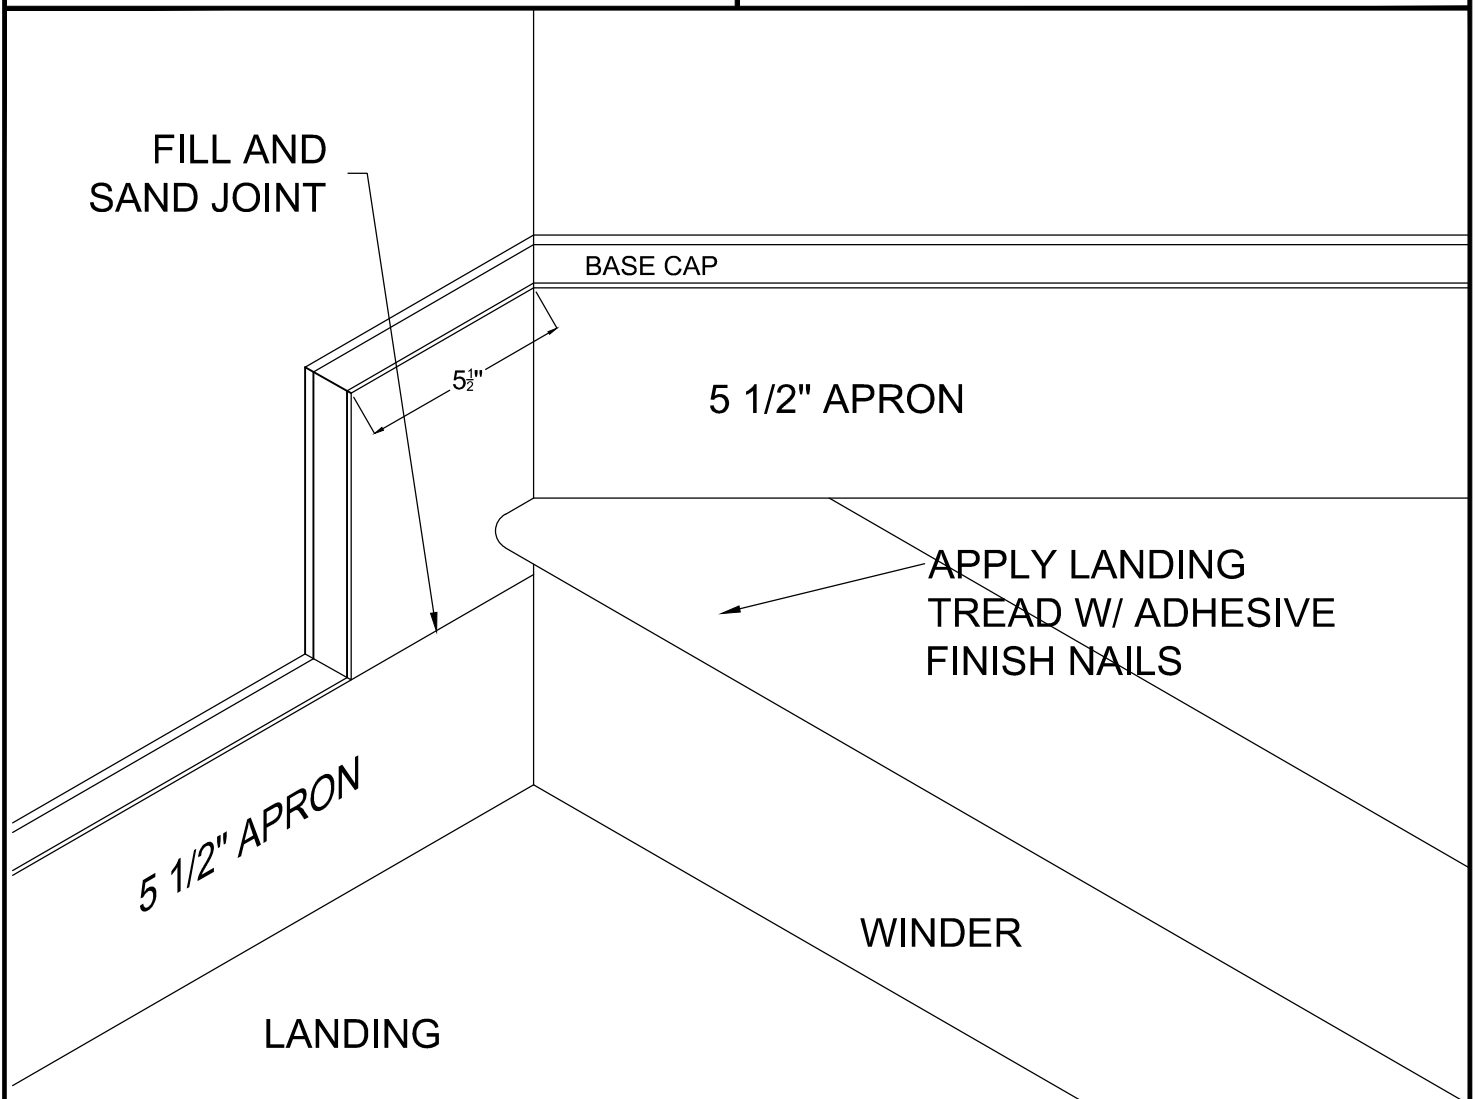 FILL AND
SAND JOINT
BASE CAP
5½"
5 1/2" APRON
APPLY LANDING
TREAD W/ ADHESIVE
FINISH NAILS
5 1/2" APRON
WINDER
LANDING